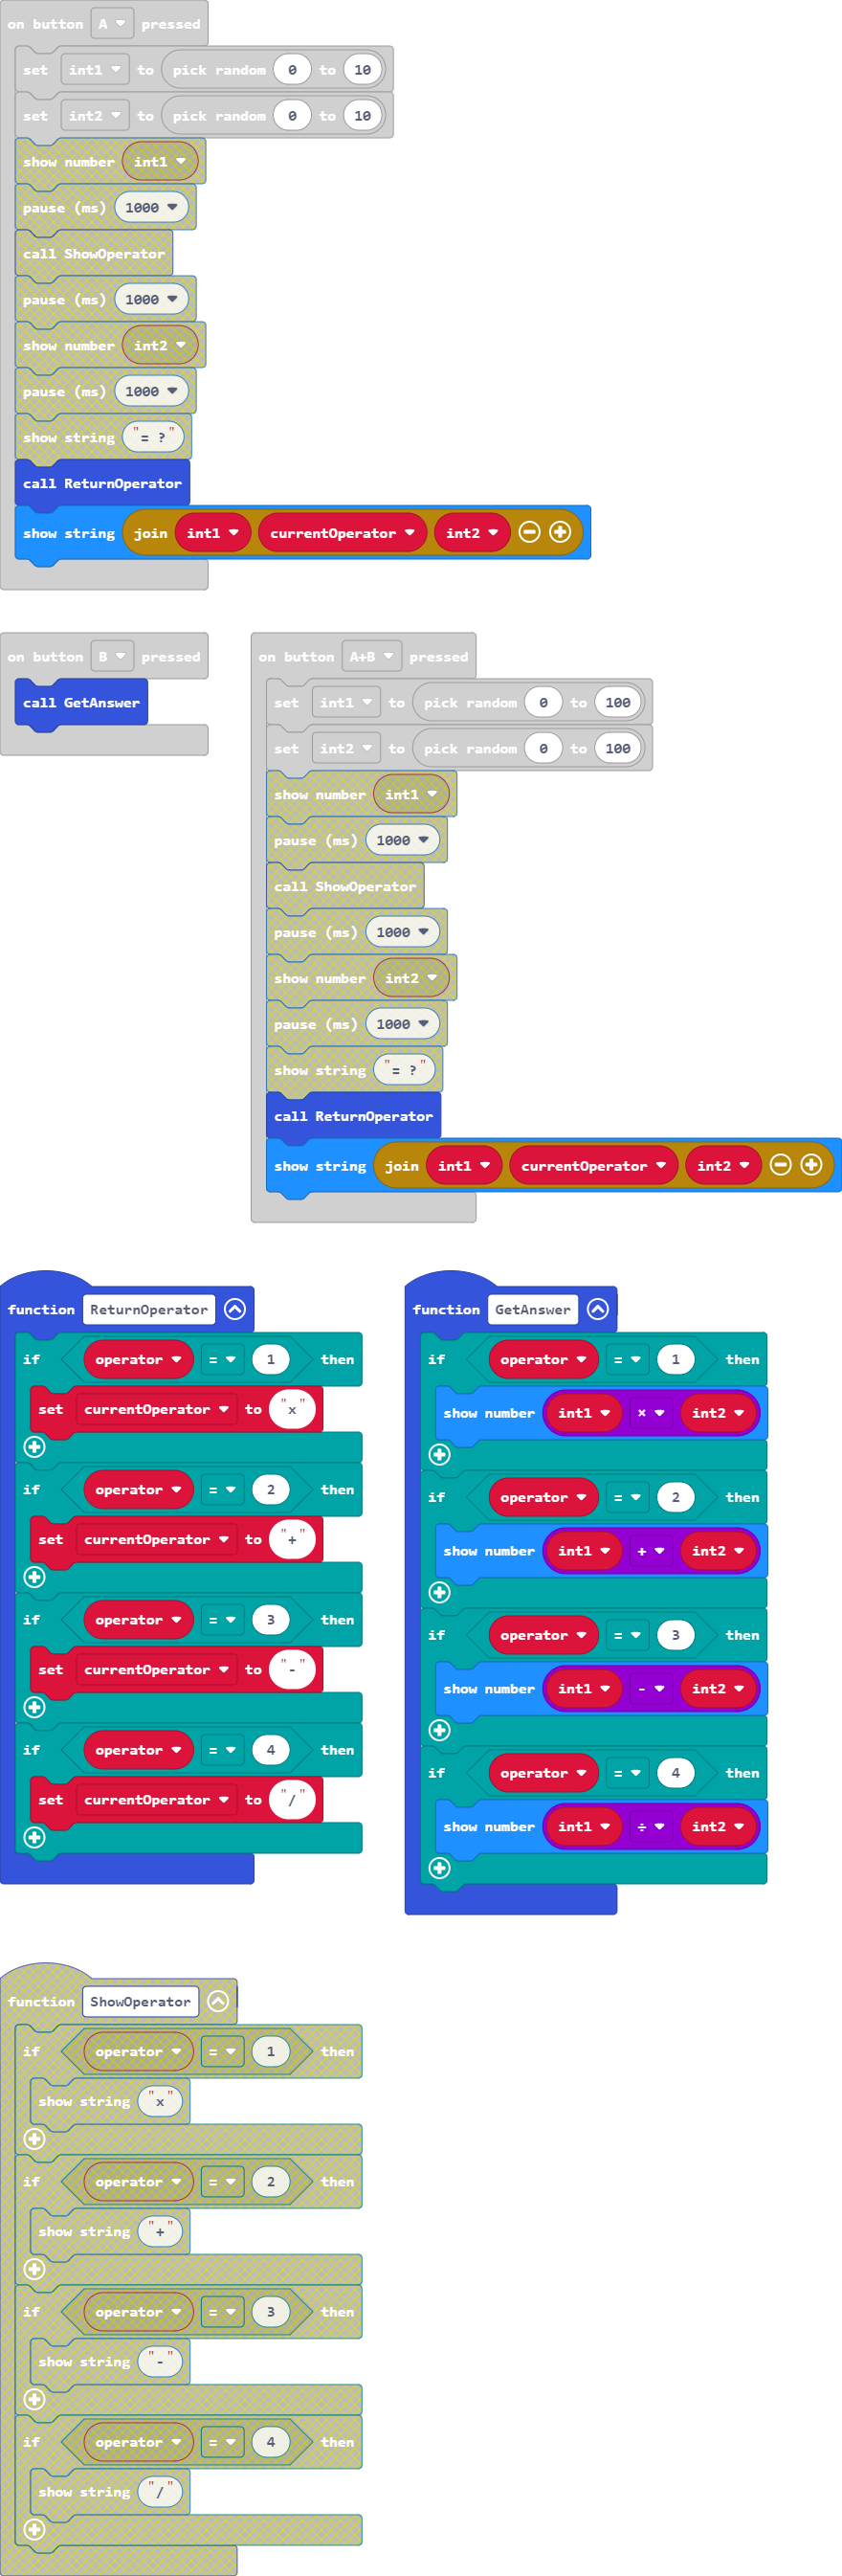 on button A pressed
set int1 to pick random 0 to 10
set int2 to pick random 0 to 10
show number int1
pause (ms) 1000
call ShowOperator
pause (ms) 1000
show number int2
pause (ms) 1000
show string "= ?"
call ReturnOperator
show string join int1 currentOperator int2
on button B pressed
call GetAnswer
on button A+B pressed
set int1 to pick random 0 to 100
set int2 to pick random 0 to 100
show number int1
pause (ms) 1000
call ShowOperator
pause (ms) 1000
show number int2
pause (ms) 1000
show string "= ?"
call ReturnOperator
show string join int1 currentOperator int2
function ReturnOperator
if operator = 1 then
set currentOperator to "x"
if operator = 2 then
set currentOperator to "+"
if operator = 3 then
set currentOperator to "-"
if operator = 4 then
set currentOperator to "/"
function GetAnswer
if operator = 1 then
show number int1 × int2
if operator = 2 then
show number int1 + int2
if operator = 3 then
show number int1 - int2
if operator = 4 then
show number int1 ÷ int2
function ShowOperator
if operator = 1 then
show string "x"
if operator = 2 then
show string "+"
if operator = 3 then
show string "-"
if operator = 4 then
show string "/"